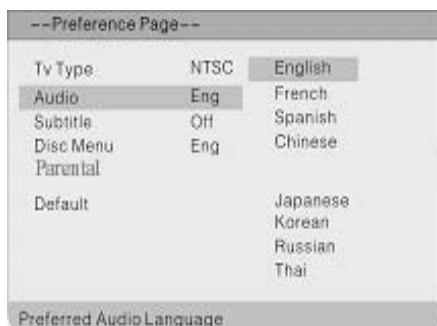 --Preference Page--
Tv Type NTSC English
Audio Eng French
Subtitle Off Spanish
Disc Menu Eng Chinese
Parental
Default Japanese
Korean
Russian
Thai
Preferred Audio Language